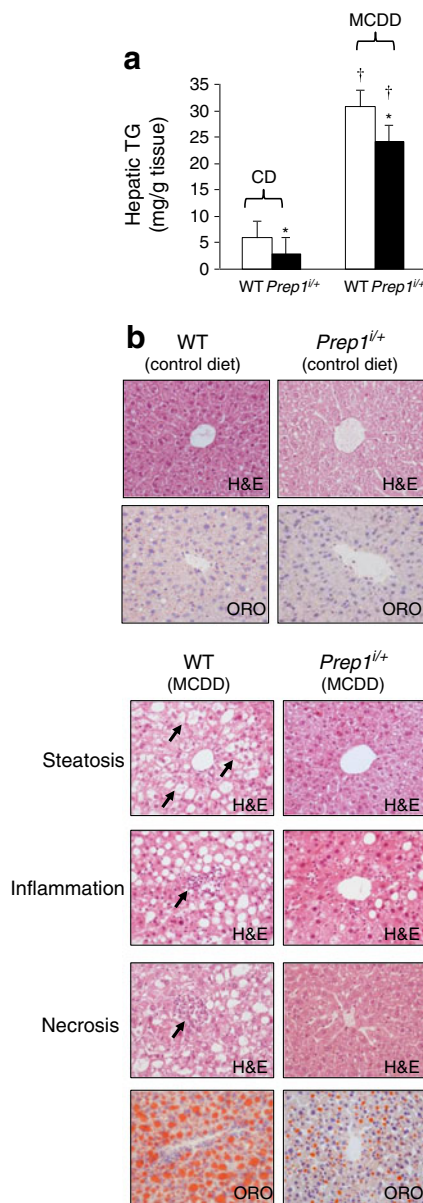 a
MCDD
CD
Hepatic TG
(mg/g tissue)
35
30
25
20
15
10
5
0
†
†
*
*
WT Prep1i/+
WT Prep1i/+
b
WT
(control diet)
Prep1i/+
(control diet)
H&E
H&E
ORO
ORO
WT
(MCDD)
Prep1i/+
(MCDD)
Steatosis
H&E
H&E
Inflammation
H&E
H&E
Necrosis
H&E
H&E
ORO
ORO